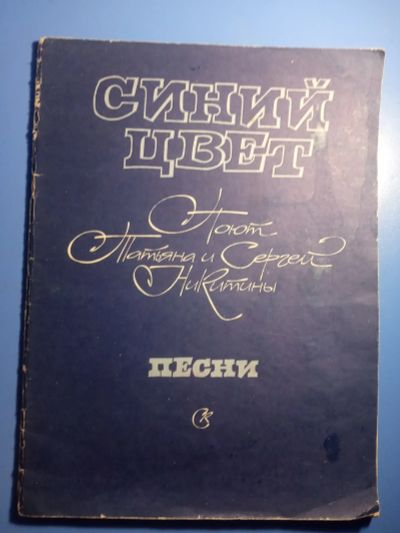 СИНИЙ
ЦВЕТ
Поют
Татьяна и Сергей
Никитины
ПЕСНИ